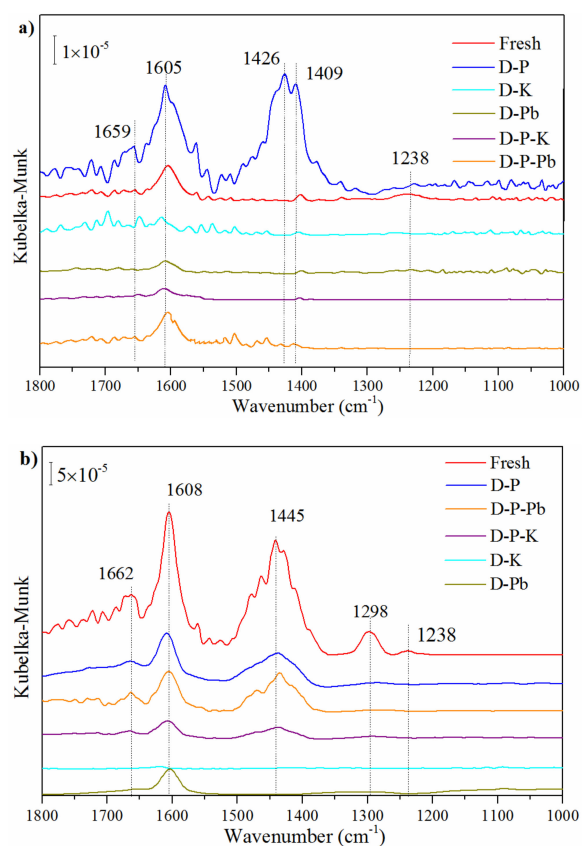 a)
1×10⁻⁵
1605
1426
1409
1659
1238
Fresh
D-P
D-K
D-Pb
D-P-K
D-P-Pb
Kubelka-Munk
1800 1700 1600 1500 1400 1300 1200 1100 1000
Wavenumber (cm⁻¹)
b)
5×10⁻⁵
1608
1445
1662
1298
1238
Fresh
D-P
D-P-Pb
D-P-K
D-K
D-Pb
Kubelka-Munk
1800 1700 1600 1500 1400 1300 1200 1100 1000
Wavenumber (cm⁻¹)